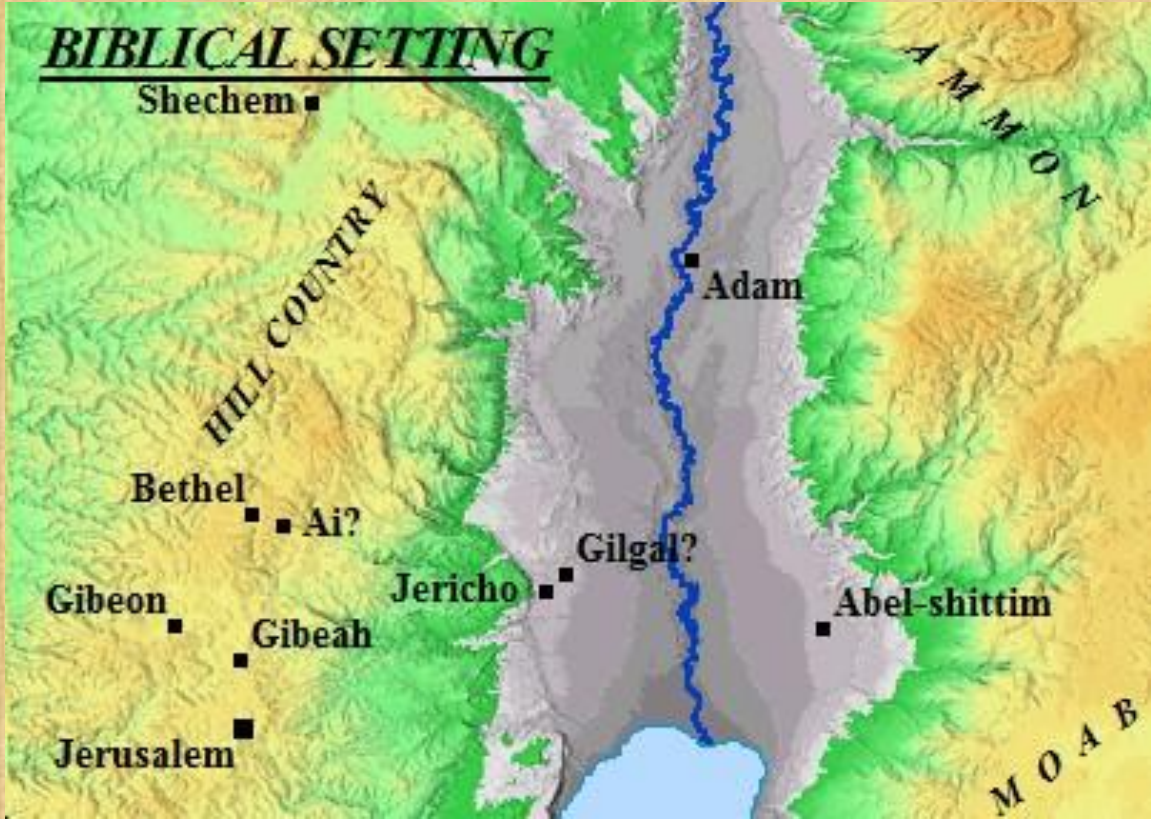 BIBLICAL SETTING
Shechem
AMMON
HILL COUNTRY
Adam
Bethel
Ai?
Gilgal?
Jericho
Gibeon
Abel-shittim
Gibeah
Jerusalem
MOAB